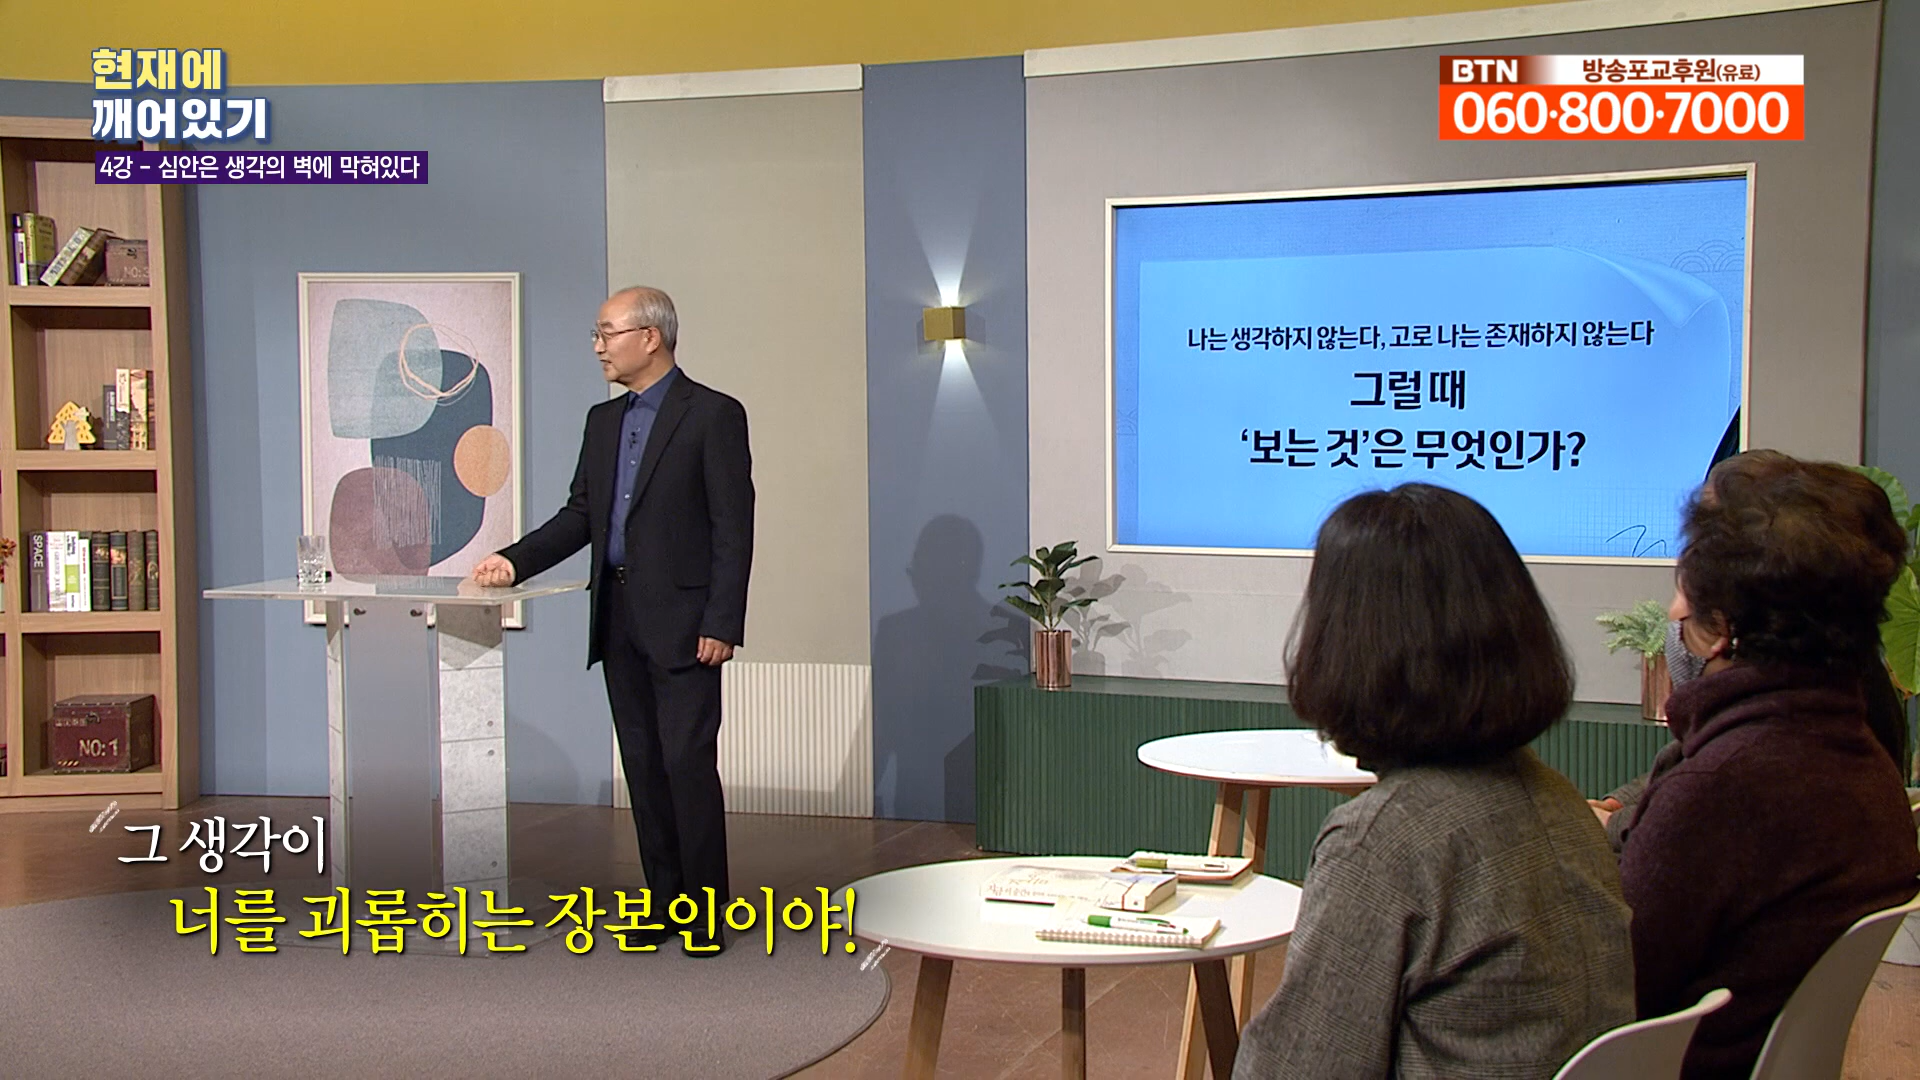 현재에
깨어있기
4강 - 심안은 생각의 벽에 막혀있다
BTN 방송포교후원(유료)
060·800·7000
나는 생각하지 않는다, 고로 나는 존재하지 않는다
그럴 때
‘보는 것’은 무엇인가?
NO:3
SPACE
NO:1
그 생각이
너를 괴롭히는 장본인이야!